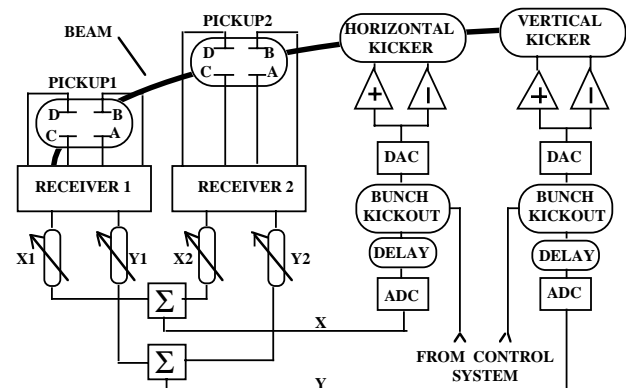 PICKUP2
BEAM
D
B
C
A
HORIZONTAL
KICKER
VERTICAL
KICKER
PICKUP1
D
B
C
A
+
−
+
−
DAC
DAC
RECEIVER 1
RECEIVER 2
BUNCH
KICKOUT
BUNCH
KICKOUT
X1
Y1
X2
Y2
DELAY
DELAY
ADC
ADC
Σ
X
Σ
FROM CONTROL
SYSTEM
Y